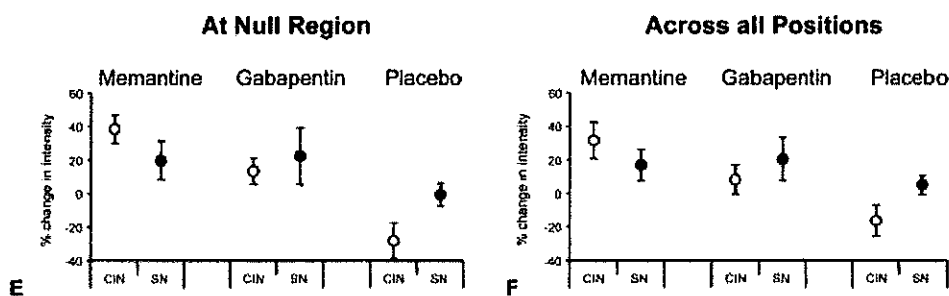 At Null Region
Across all Positions
Memantine Gabapentin Placebo
Memantine Gabapentin Placebo
% change in intensity
60
40
20
0
-20
-40
CIN SN CIN SN CIN SN
E
% change in intensity
60
40
20
0
-20
-40
CIN SN CIN SN CIN SN
F